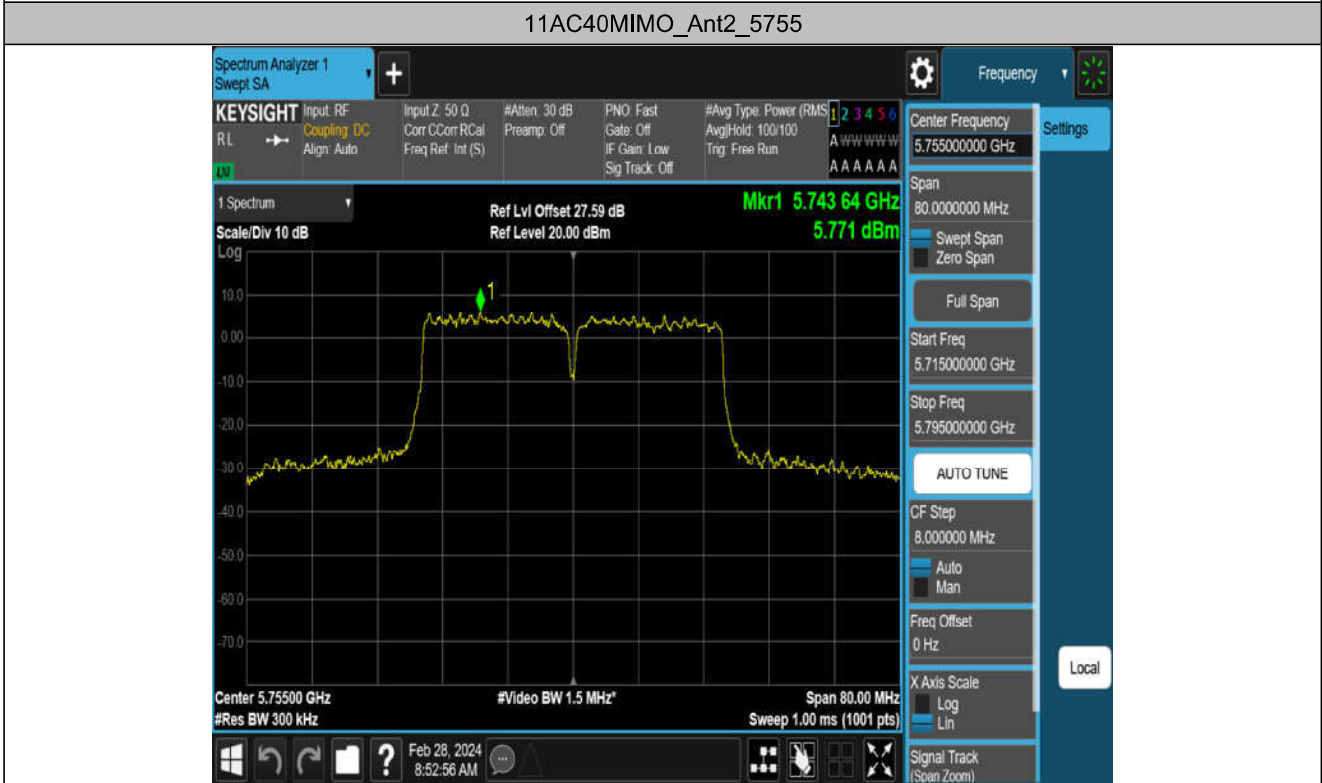 11AC40MIMO_Ant2_5755
Spectrum Analyzer 1
Swept SA
+
Frequency
KEYSIGHT
RL
Input: RF
Coupling: DC
Align: Auto
Input Z: 50 Ω
Corr CCorr RCal
Freq Ref: Int (S)
#Atten: 30 dB
Preamp: Off
PNO: Fast
Gate: Off
IF Gain: Low
Sig Track: Off
#Avg Type: Power (RMS
Avg|Hold: 100/100
Trig: Free Run
1 2 3 4 5 6
A W W W W W
A A A A A A
LXI
1 Spectrum
Scale/Div 10 dB
Log
Ref Lvl Offset 27.59 dB
Ref Level 20.00 dBm
Mkr1 5.743 64 GHz
5.771 dBm
1
10.0
0.00
-10.0
-20.0
-30.0
-40.0
-50.0
-60.0
-70.0
Center 5.75500 GHz
#Res BW 300 kHz
#Video BW 1.5 MHz*
Span 80.00 MHz
Sweep 1.00 ms (1001 pts)
?
Feb 28, 2024
8:52:56 AM
Center Frequency
5.755000000 GHz
Settings
Span
80.0000000 MHz
Swept Span
Zero Span
Full Span
Start Freq
5.715000000 GHz
Stop Freq
5.795000000 GHz
AUTO TUNE
CF Step
8.000000 MHz
Auto
Man
Freq Offset
0 Hz
X Axis Scale
Log
Lin
Local
Signal Track
(Span Zoom)